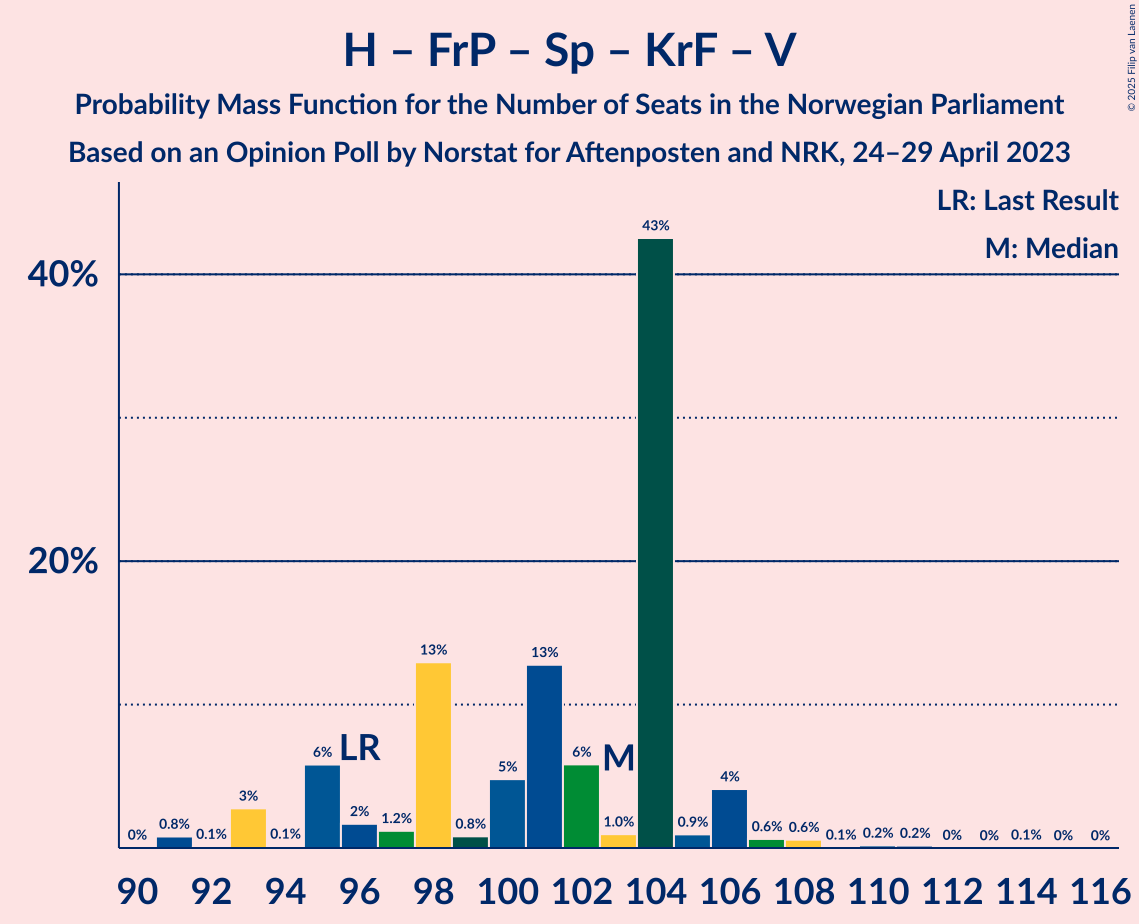 H – FrP – Sp – KrF – V
Probability Mass Function for the Number of Seats in the Norwegian Parliament
Based on an Opinion Poll by Norstat for Aftenposten and NRK, 24–29 April 2023
© 2025 Filip van Laenen
LR: Last Result
M: Median
43%
40%
20%
13%
13%
6% LR
6%
M
5%
4%
3%
2%
1.2%
1.0%
0% 0.8% 0.1% 0.1% 0.8% 0.9% 0.6% 0.6% 0.1% 0.2% 0.2% 0% 0% 0.1% 0% 0%
90 92 94 96 98 100 102 104 106 108 110 112 114 116